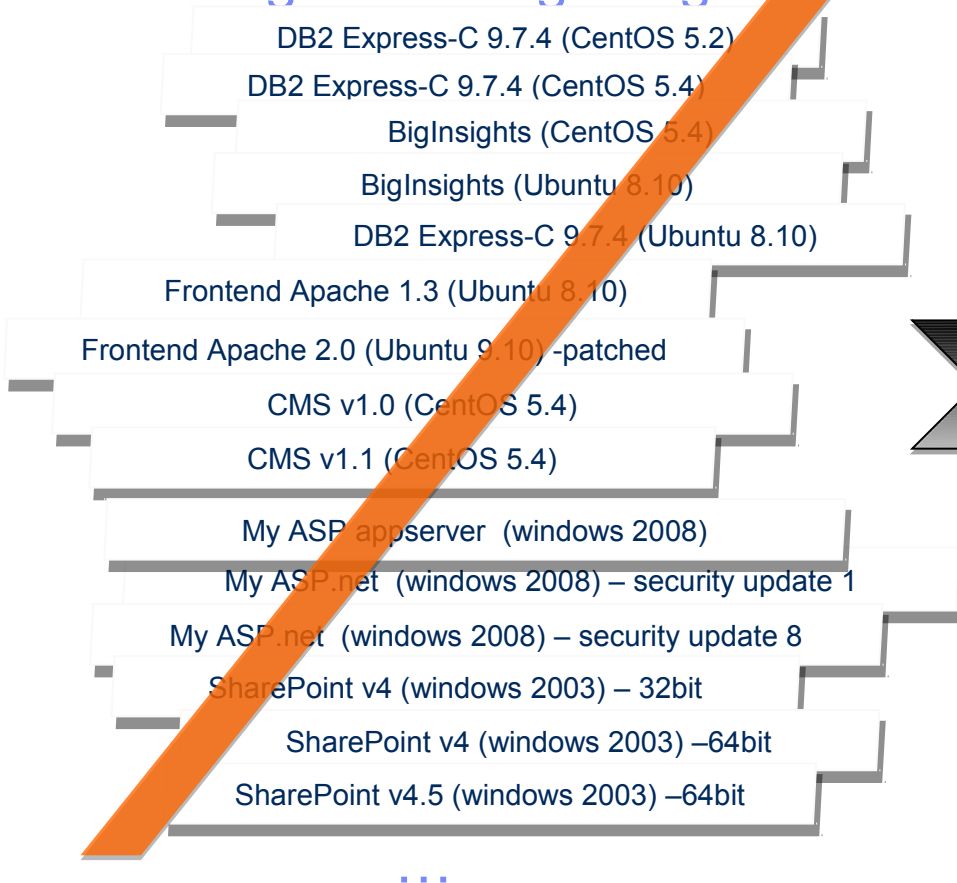 DB2 Express-C 9.7.4 (CentOS 5.2)
DB2 Express-C 9.7.4 (CentOS 5.4)
BigInsights (CentOS 5.4)
BigInsights (Ubuntu 8.10)
DB2 Express-C 9.7.4 (Ubuntu 8.10)
Frontend Apache 1.3 (Ubuntu 8.10)
Frontend Apache 2.0 (Ubuntu 9.10) -patched
CMS v1.0 (CentOS 5.4)
CMS v1.1 (CentOS 5.4)
My ASP appserver (windows 2008)
My ASP.net (windows 2008) – security update 1
My ASP.net (windows 2008) – security update 8
SharePoint v4 (windows 2003) – 32bit
SharePoint v4 (windows 2003) –64bit
SharePoint v4.5 (windows 2003) –64bit
...